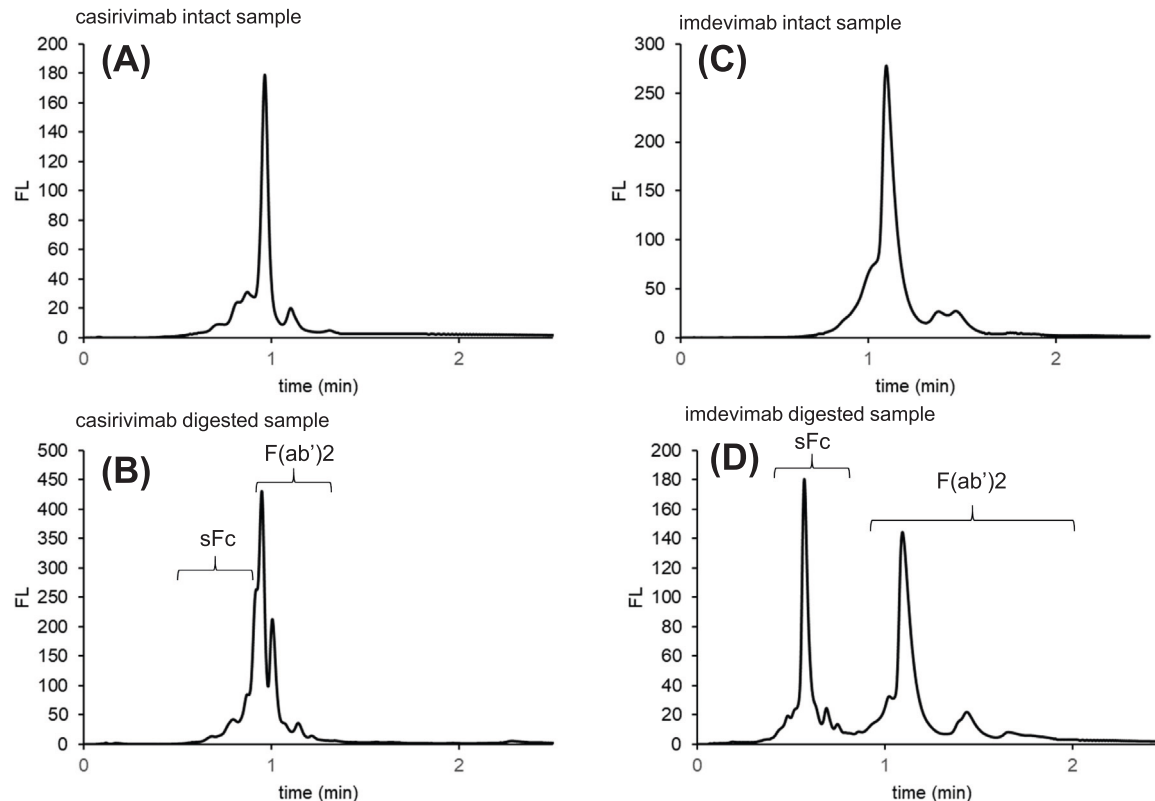 casirivimab intact sample
(A)
200
180
160
140
120
100
80
60
40
20
0
FL
0
1
2
time (min)
imdevimab intact sample
(C)
300
250
200
150
100
50
0
FL
0
1
2
time (min)
casirivimab digested sample
(B)
F(ab’)2
sFc
500
450
400
350
300
250
200
150
100
50
0
FL
0
1
2
time (min)
imdevimab digested sample
(D)
sFc
F(ab’)2
200
180
160
140
120
100
80
60
40
20
0
FL
0
1
2
time (min)